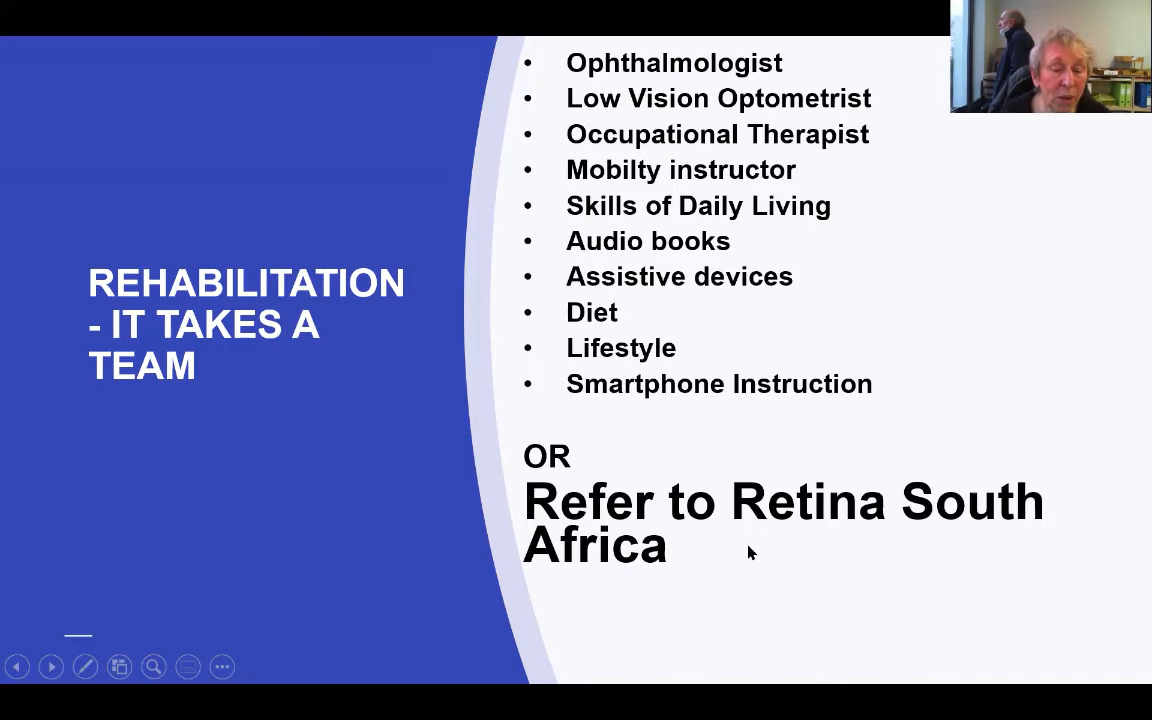 REHABILITATION
- IT TAKES A
TEAM
• Ophthalmologist
• Low Vision Optometrist
• Occupational Therapist
• Mobilty instructor
• Skills of Daily Living
• Audio books
• Assistive devices
• Diet
• Lifestyle
• Smartphone Instruction
OR
Refer to Retina South
Africa